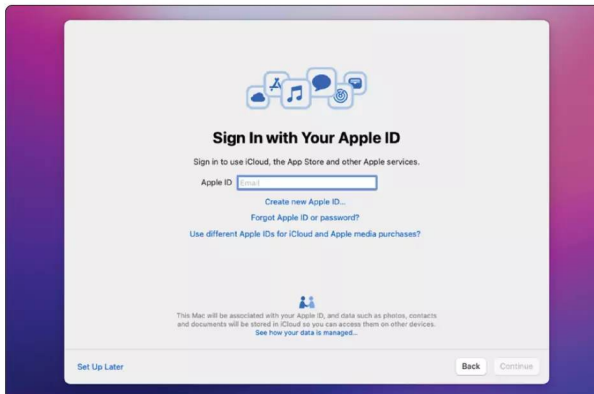 Sign In with Your Apple ID
Sign in to use iCloud, the App Store and other Apple services.
Apple ID
Email
Create new Apple ID...
Forgot Apple ID or password?
Use different Apple IDs for iCloud and Apple media purchases?
This Mac will be associated with your Apple ID, and data such as photos, contacts
and documents will be stored in iCloud so you can access them on other devices.
See how your data is managed...
Set Up Later
Back
Continue